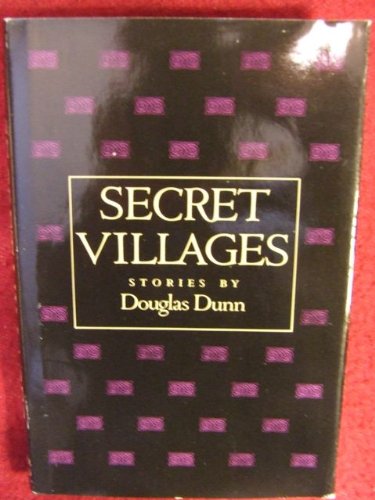 SECRET
VILLAGES
STORIES BY
Douglas Dunn